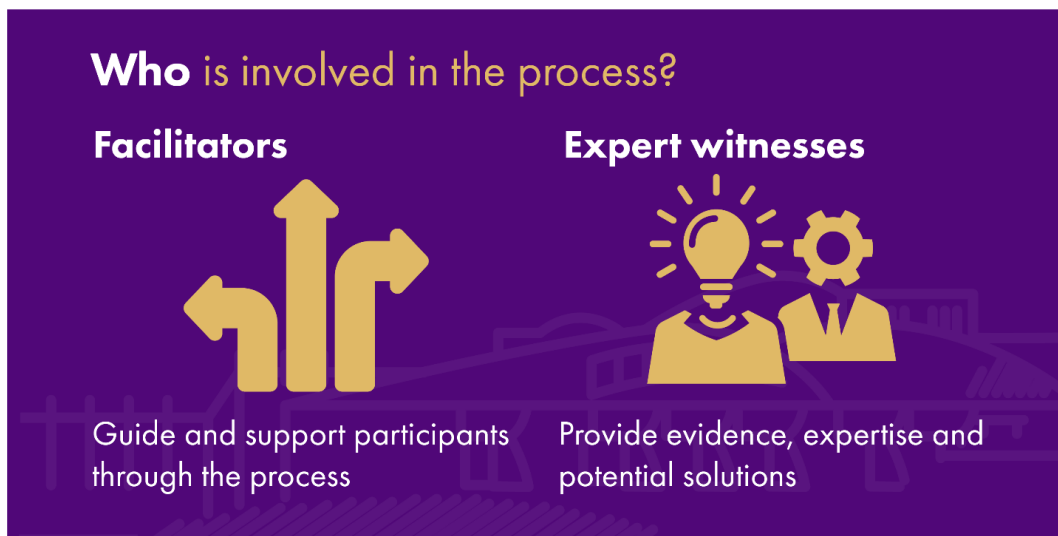 Who is involved in the process?
Facilitators
Guide and support participants
through the process
Expert witnesses
Provide evidence, expertise and
potential solutions